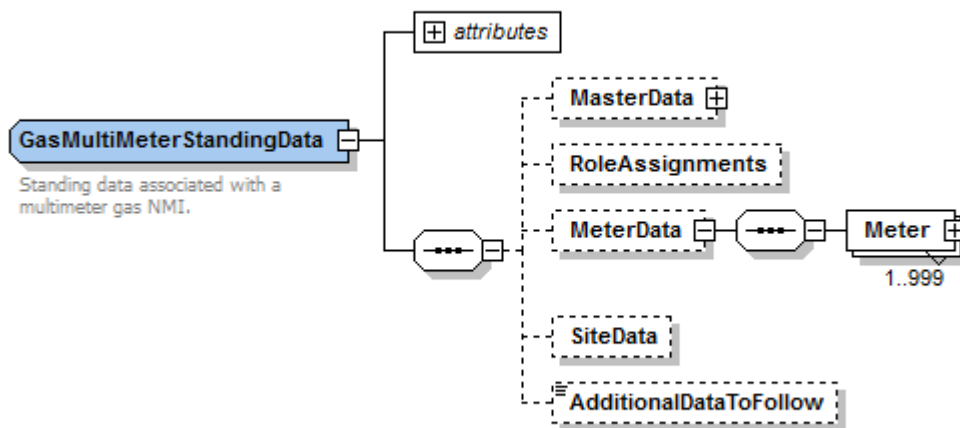 attributes
MasterData
GasMultiMeterStandingData
Standing data associated with a
multimeter gas NMI.
RoleAssignments
MeterData
Meter
1..999
SiteData
AdditionalDataToFollow